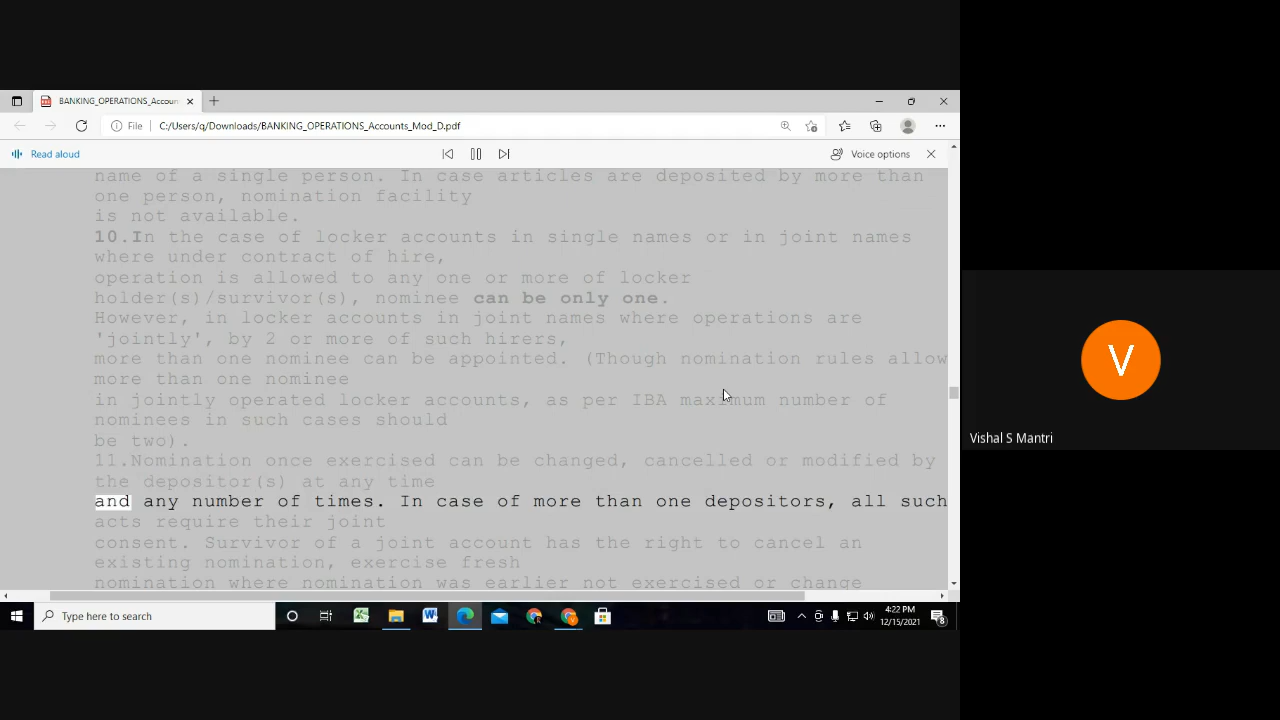 BANKING_OPERATIONS_Accoun
File
C:/Users/q/Downloads/BANKING_OPERATIONS_Accounts_Mod_D.pdf
Read aloud
Voice options
name of a single person. In case articles are deposited by more than
one person, nomination facility
is not available.
10.In the case of locker accounts in single names or in joint names
where under contract of hire,
operation is allowed to any one or more of locker
holder(s)/survivor(s), nominee can be only one.
However, in locker accounts in joint names where operations are
'jointly', by 2 or more of such hirers,
more than one nominee can be appointed. (Though nomination rules allow
more than one nominee
in jointly operated locker accounts, as per IBA maximum number of
nominees in such cases should
be two).
11.Nomination once exercised can be changed, cancelled or modified by
the depositor(s) at any time
and any number of times. In case of more than one depositors, all such
acts require their joint
consent. Survivor of a joint account has the right to cancel an
existing nomination, exercise fresh
nomination where nomination was earlier not exercised or change
V
Vishal S Mantri
Type here to search
4:22 PM
12/15/2021
8